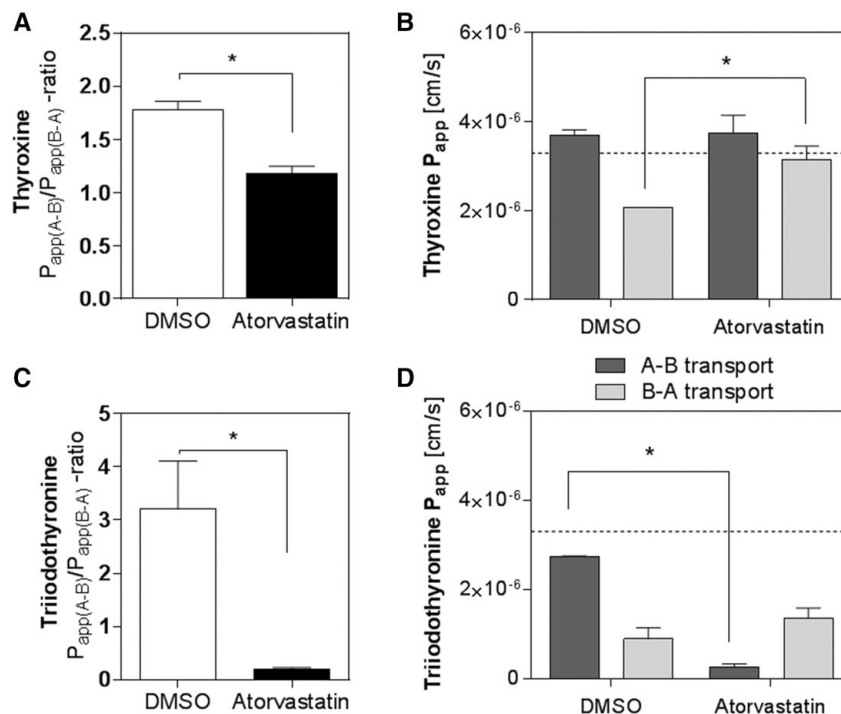 A
Thyroxine
Papp(A-B)/Papp(B-A) -ratio
2.5
2.0
1.5
1.0
0.5
0.0
*
DMSO Atorvastatin
B
Thyroxine Papp [cm/s]
6×10-6
4×10-6
2×10-6
0
*
DMSO Atorvastatin
A-B transport
B-A transport
C
Triiodothyronine
Papp(A-B)/Papp(B-A) -ratio
5
4
3
2
1
0
*
DMSO Atorvastatin
D
Triiodothyronine Papp [cm/s]
6×10-6
4×10-6
2×10-6
0
*
DMSO Atorvastatin